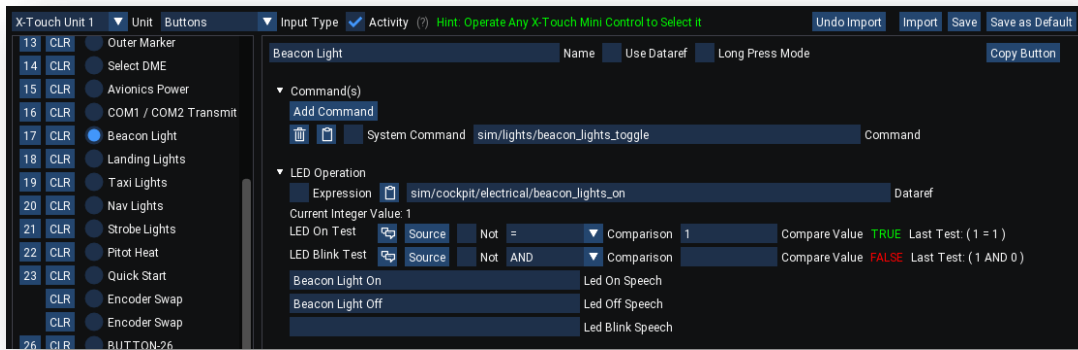 X-Touch Unit 1 Unit Buttons Input Type Activity (?) Hint: Operate Any X-Touch Mini Control to Select it Undo Import Import Save Save as Default
13 CLR Outer Marker
14 CLR Select DME
15 CLR Avionics Power
16 CLR COM1 / COM2 Transmit
17 CLR Beacon Light
18 CLR Landing Lights
19 CLR Taxi Lights
20 CLR Nav Lights
21 CLR Strobe Lights
22 CLR Pitot Heat
23 CLR Quick Start
CLR Encoder Swap
CLR Encoder Swap
26 CLR BUTTON-26
Beacon Light Name Use Dataref Long Press Mode Copy Button
Command(s)
Add Command
System Command sim/lights/beacon_lights_toggle Command
LED Operation
Expression sim/cockpit/electrical/beacon_lights_on Dataref
Current Integer Value: 1
LED On Test Source Not = Comparison 1 Compare Value TRUE Last Test: ( 1 = 1 )
LED Blink Test Source Not AND Comparison Compare Value FALSE Last Test: ( 1 AND 0 )
Beacon Light On Led On Speech
Beacon Light Off Led Off Speech
Led Blink Speech